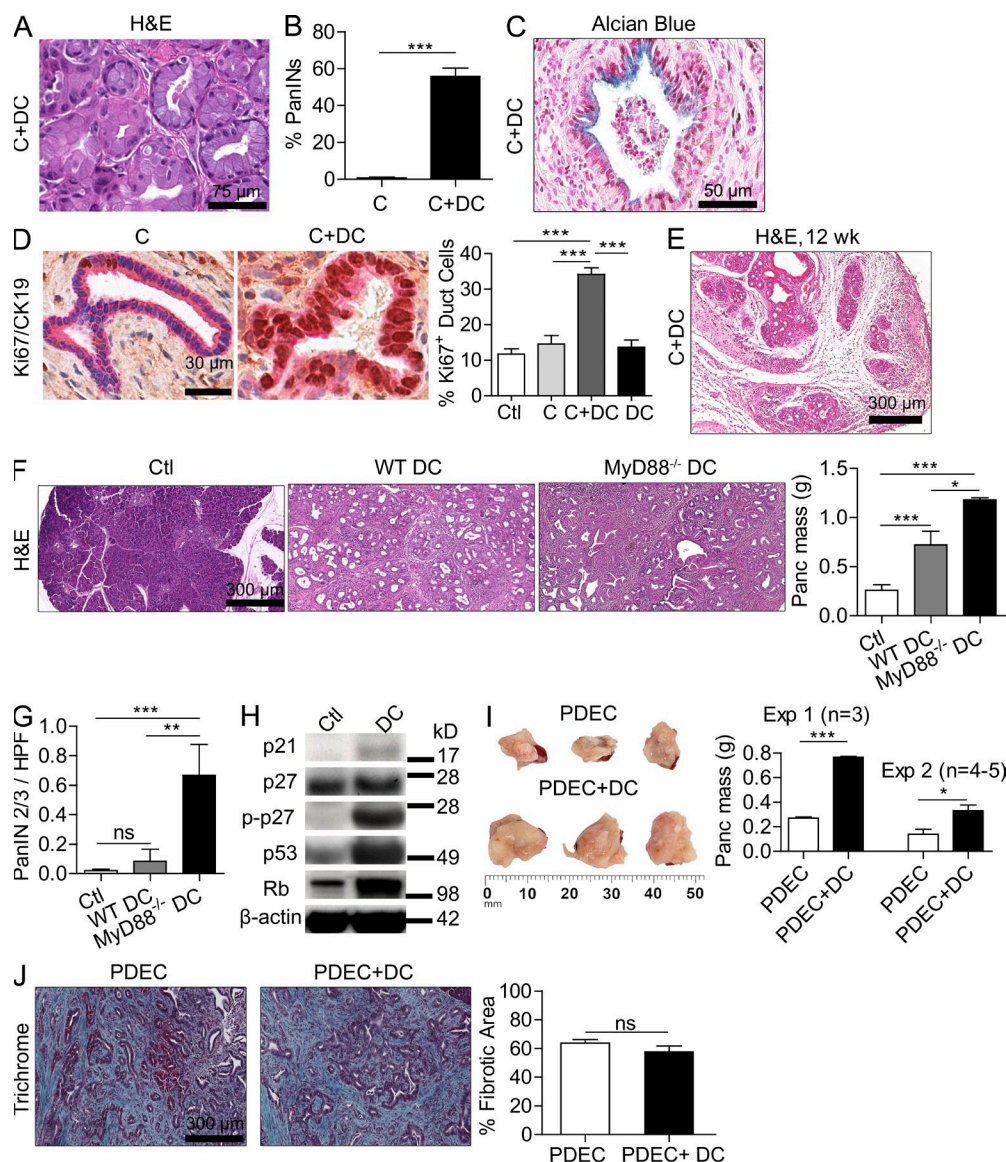 A
H&E
C+DC
75 µm
B
% PanINs
80
60
40
20
0
***
C
C+DC
C
Alcian Blue
C+DC
50 µm
D
C
C+DC
Ki67/CK19
30 µm
% Ki67+ Duct Cells
40
30
20
10
0
***
***
***
Ctl
C
C+DC
DC
E
H&E, 12 wk
C+DC
300 µm
F
Ctl
WT DC
MyD88-/- DC
H&E
300 µm
Panc mass (g)
1.5
1.0
0.5
0.0
***
*
***
Ctl
WT DC
MyD88-/- DC
G
PanIN 2/3 / HPF
1.0
0.8
0.6
0.4
0.2
0.0
***
**
ns
Ctl
WT DC
MyD88-/- DC
H
Ctl
DC
kD
p21
17
p27
28
p-p27
28
p53
49
Rb
98
β-actin
42
I
PDEC
PDEC+DC
0 10 20 30 40 50
mm
Exp 1 (n=3)
Exp 2 (n=4-5)
Panc mass (g)
0.8
0.6
0.4
0.2
0.0
***
*
PDEC
PDEC+DC
PDEC
PDEC+DC
J
PDEC
PDEC+DC
Trichrome
300 µm
% Fibrotic Area
100
80
60
40
20
0
ns
PDEC
PDEC+ DC